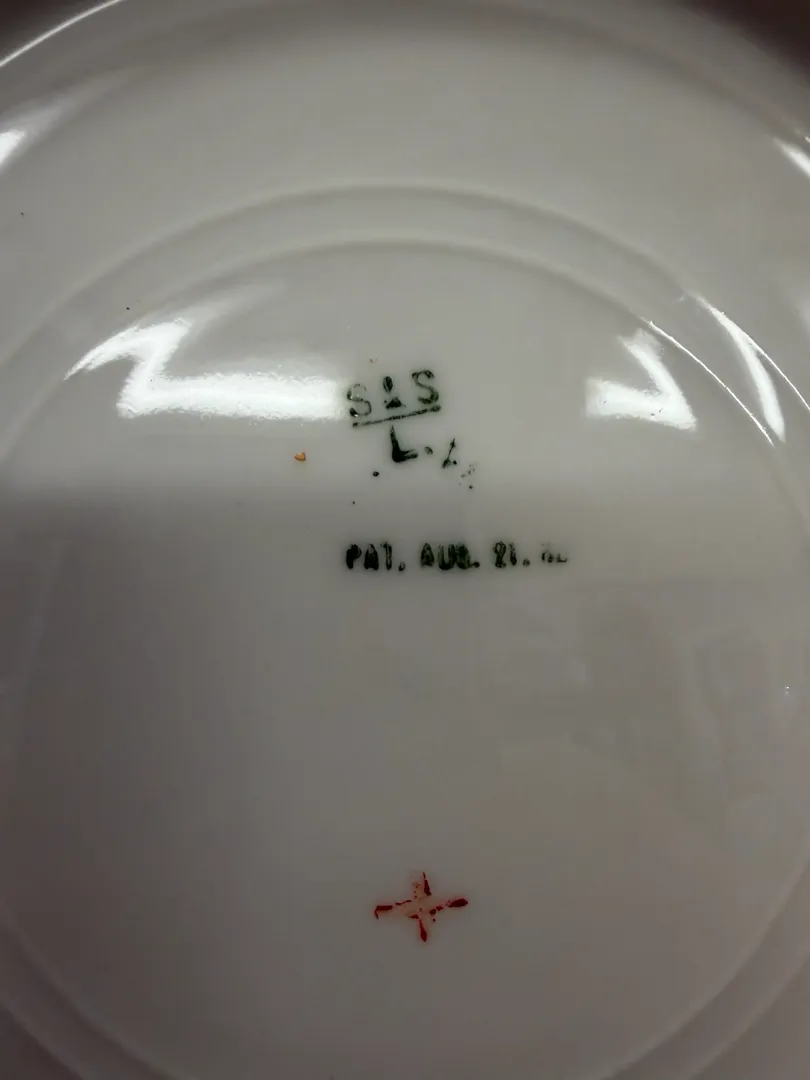 S & S
L.
PAT. AUG. 21.